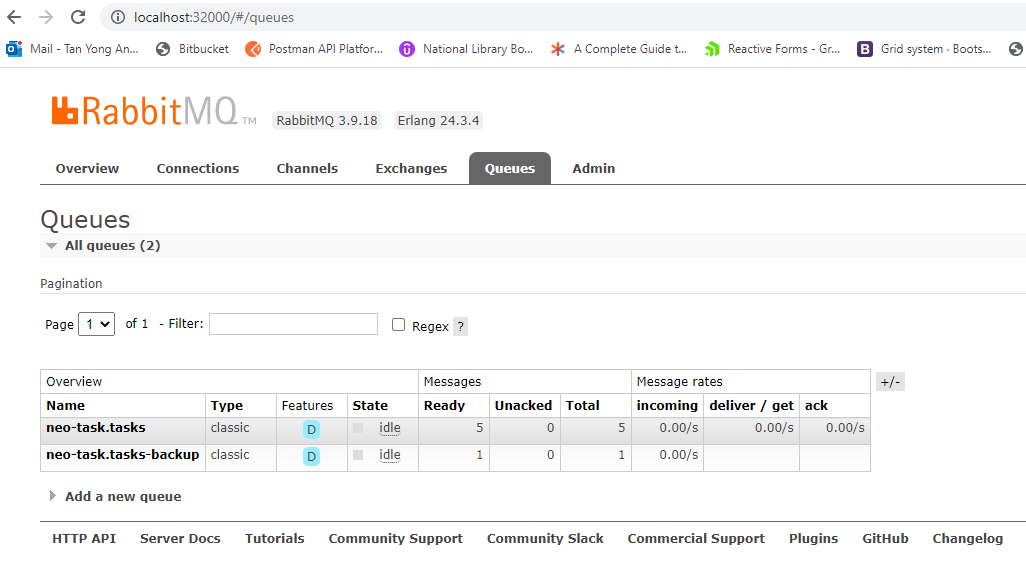 localhost:32000/#/queues
Mail - Tan Yong An... Bitbucket Postman API Platfor... National Library Bo... A Complete Guide t... Reactive Forms - Gr... B Grid system · Boots...
RabbitMQ TM RabbitMQ 3.9.18 Erlang 24.3.4
Overview Connections Channels Exchanges Queues Admin
Queues
All queues (2)
Pagination
Page 1 of 1 - Filter: Regex ?
Overview Messages Message rates +/-
Name Type Features State Ready Unacked Total incoming deliver / get ack
neo-task.tasks classic D idle 5 0 5 0.00/s 0.00/s 0.00/s
neo-task.tasks-backup classic D idle 1 0 1 0.00/s
Add a new queue
HTTP API Server Docs Tutorials Community Support Community Slack Commercial Support Plugins GitHub Changelog